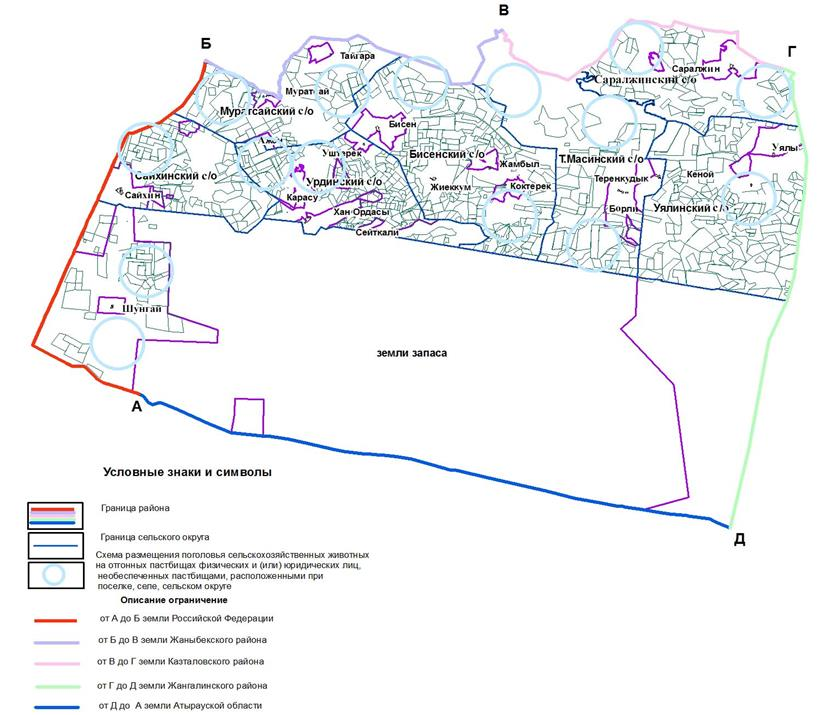 В
Б
Г
Тайгара
Саралжин
Саралжинский с/о
Муратсай
Муратсайский с/о
Бисен
Ушкерек
Бисенский с/о
Жамбыл
Т.Масинский с/о
Уялы
Сайхинский с/о
Урдинский с/о
Жиеккум
Коктерек
Теренкудык
Кеной
Сайхин
Карасу
Хан Ордасы
Борли
Уялинский с/о
Сейткали
Шунгай
земли запаса
А
Д
Условные знаки и символы
Граница района
Граница сельского округа
Схема размещения поголовья сельскохозяйственных животных
на отгонных пастбищах физических и (или) юридических лиц,
необеспеченных пастбищами, расположенными при
поселке, селе, сельском округе
Описание ограничение
от А до Б земли Российской Федерации
от Б до В земли Жаныбекского района
от В до Г земли Казталовского района
от Г до Д земли Жангалинского района
от Д до А земли Атырауской области